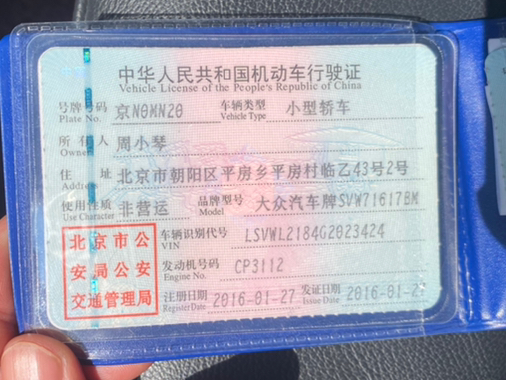 中华人民共和国机动车行驶证
Vehicle License of the People's Republic of China
号牌号码 京N0MN20 车辆类型 小型轿车
Plate No. Vehicle Type
所有人 周小琴
Owner
住址 北京市朝阳区平房乡平房村临乙43号2号
Address
使用性质 非营运 品牌型号 大众汽车牌SVW71617BM
Use Character Model
北京市公安局公安交通管理局
车辆识别代号 LSVWL2184G2023424
VIN
发动机号码 CP3112
Engine No.
注册日期 2016-01-27 发证日期 2016-01-27
Register Date Issue Date